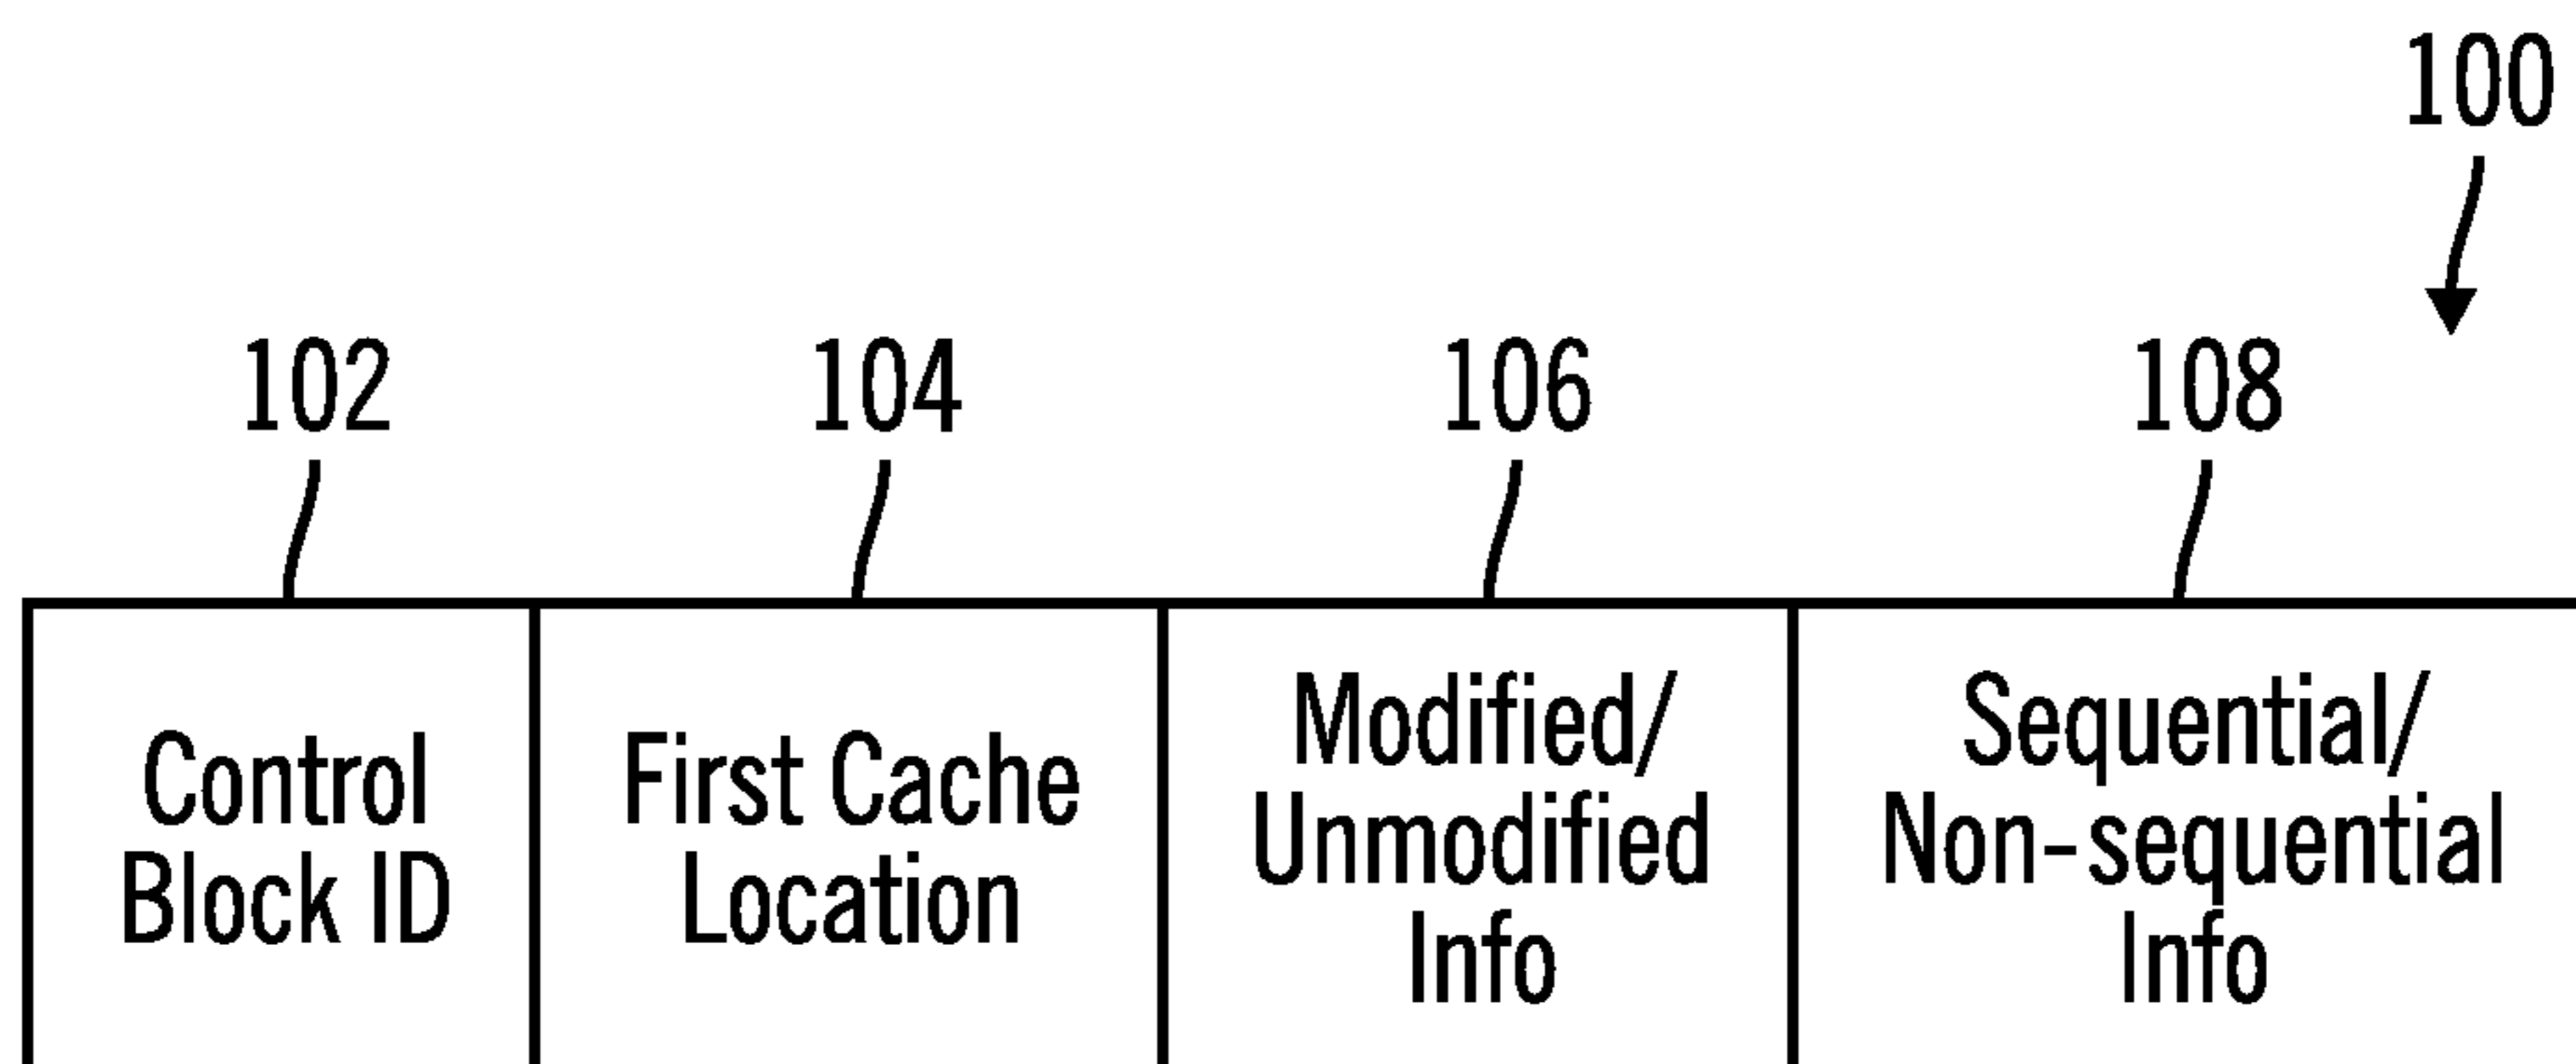 100
102 104 106 108
Control
Block ID
First Cache
Location
Modified/
Unmodified
Info
Sequential/
Non-sequential
Info